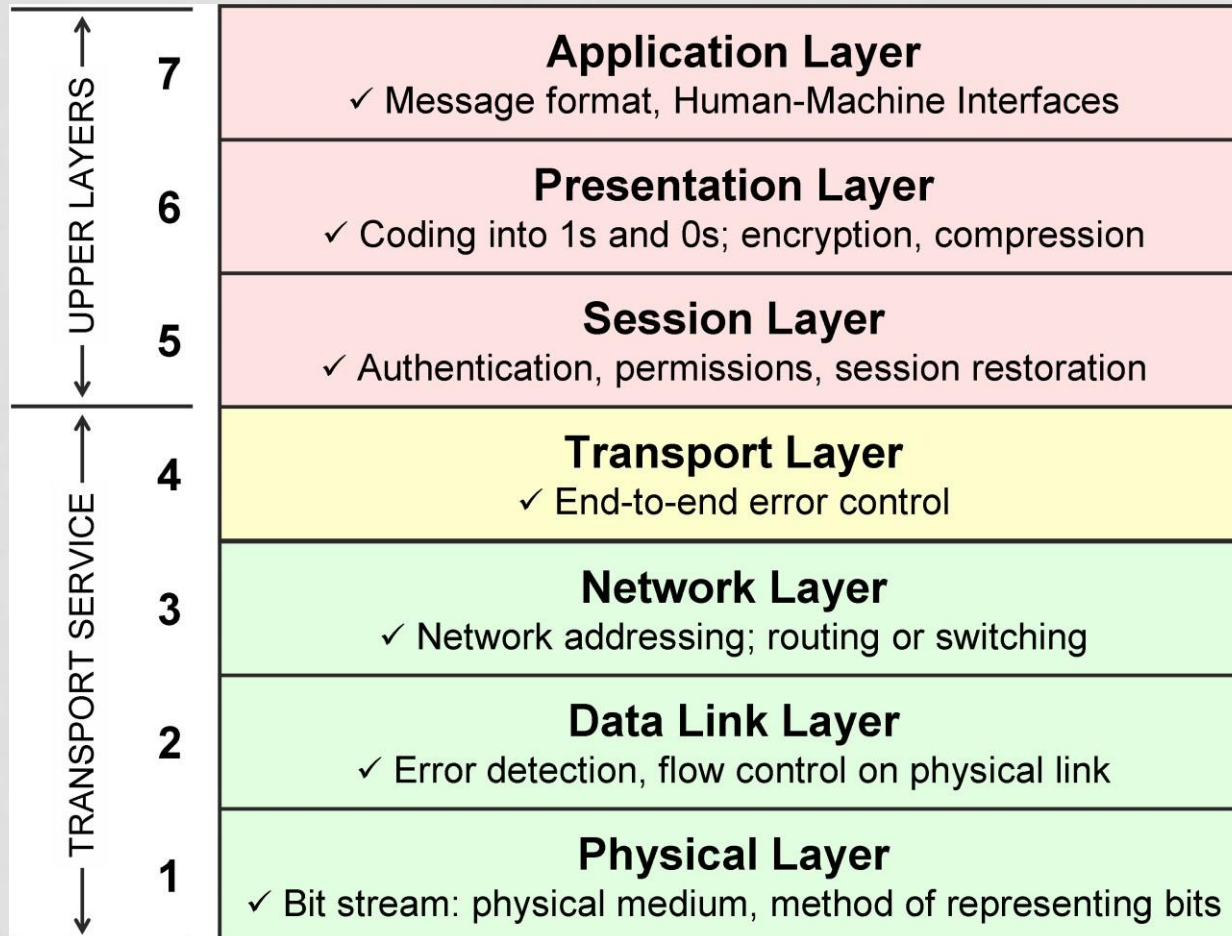 UPPER LAYERS
7
Application Layer
✓ Message format, Human-Machine Interfaces
6
Presentation Layer
✓ Coding into 1s and 0s; encryption, compression
5
Session Layer
✓ Authentication, permissions, session restoration
TRANSPORT SERVICE
4
Transport Layer
✓ End-to-end error control
3
Network Layer
✓ Network addressing; routing or switching
2
Data Link Layer
✓ Error detection, flow control on physical link
1
Physical Layer
✓ Bit stream: physical medium, method of representing bits